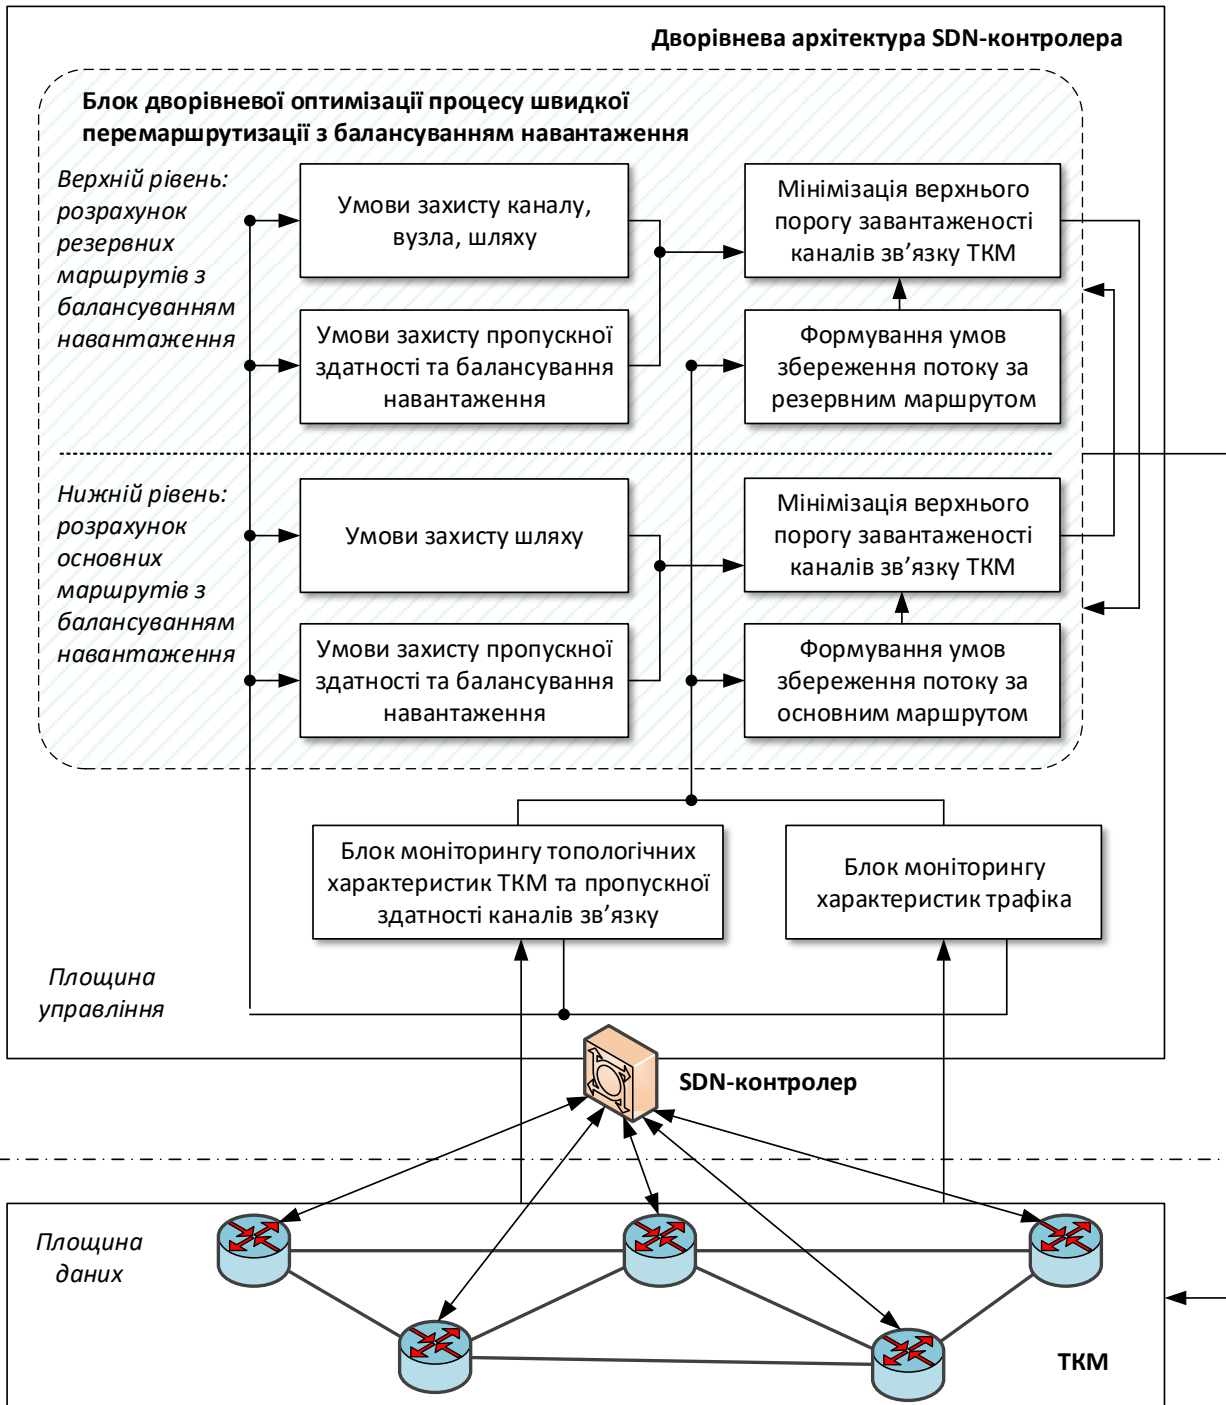 Дворівнева архітектура SDN-контролера
Блок дворівневої оптимізації процесу швидкої
перемаршрутизації з балансуванням навантаження
Верхній рівень:
розрахунок
резервних
маршрутів з
балансуванням
навантаження
Умови захисту каналу,
вузла, шляху
Мінімізація верхнього
порогу завантаженості
каналів зв’язку ТКМ
Умови захисту пропускної
здатності та балансування
навантаження
Формування умов
збереження потоку за
резервним маршрутом
Нижній рівень:
розрахунок
основних
маршрутів з
балансуванням
навантаження
Умови захисту шляху
Мінімізація верхнього
порогу завантаженості
каналів зв’язку ТКМ
Умови захисту пропускної
здатності та балансування
навантаження
Формування умов
збереження потоку за
основним маршрутом
Блок моніторингу топологічних
характеристик ТКМ та пропускної
здатності каналів зв’язку
Блок моніторингу
характеристик трафіка
Площина
управління
SDN-контролер
Площина
даних
ТКМ